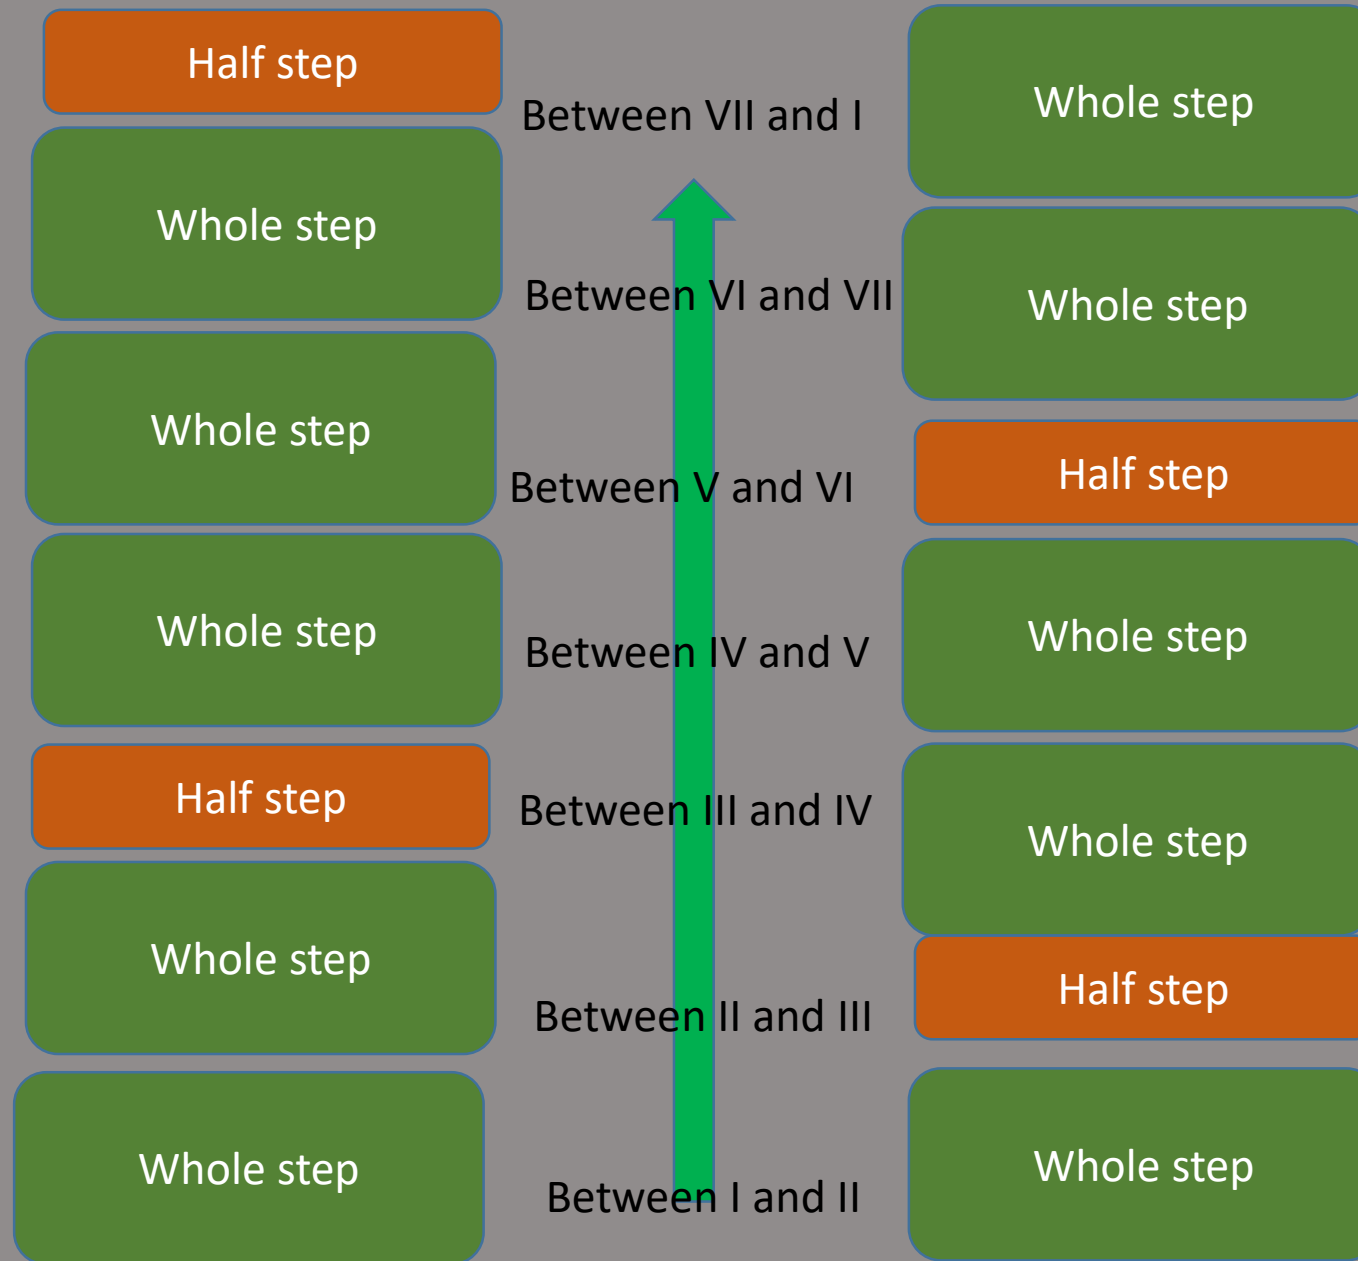 Half step
Whole step
Between VII and I
Whole step
Between VI and VII
Whole step
Whole step
Between V and VI
Half step
Whole step
Between IV and V
Whole step
Half step
Between III and IV
Whole step
Whole step
Between II and III
Half step
Whole step
Between I and II
Whole step